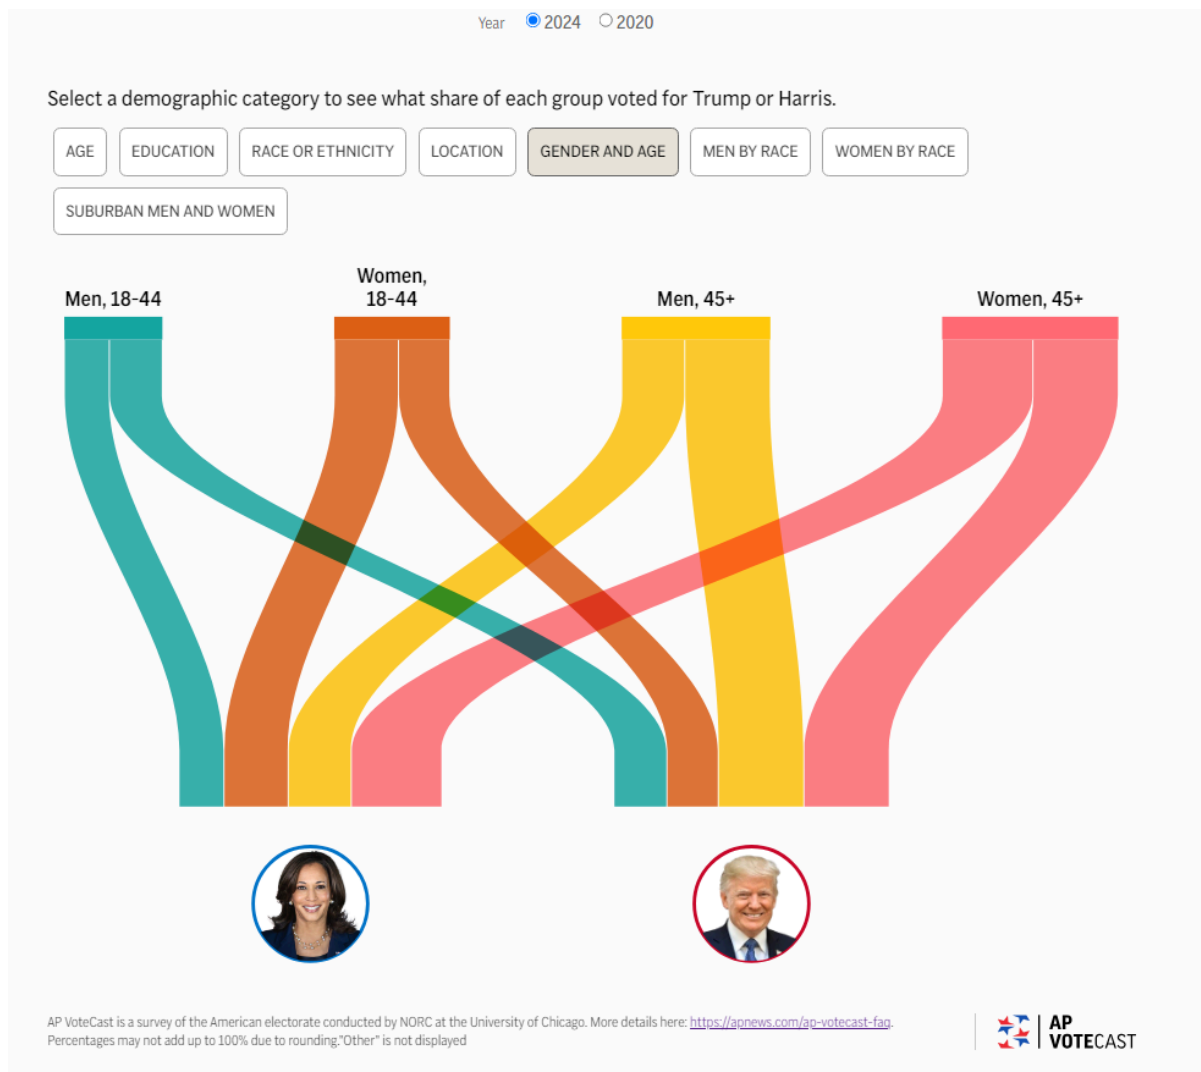 Year 2024 2020
Select a demographic category to see what share of each group voted for Trump or Harris.
AGE EDUCATION RACE OR ETHNICITY LOCATION GENDER AND AGE MEN BY RACE WOMEN BY RACE
SUBURBAN MEN AND WOMEN
Men, 18-44
Women,
18-44
Men, 45+
Women, 45+
AP VoteCast is a survey of the American electorate conducted by NORC at the University of Chicago. More details here: https://apnews.com/ap-votecast-faq.
Percentages may not add up to 100% due to rounding."Other" is not displayed
AP
VOTECAST